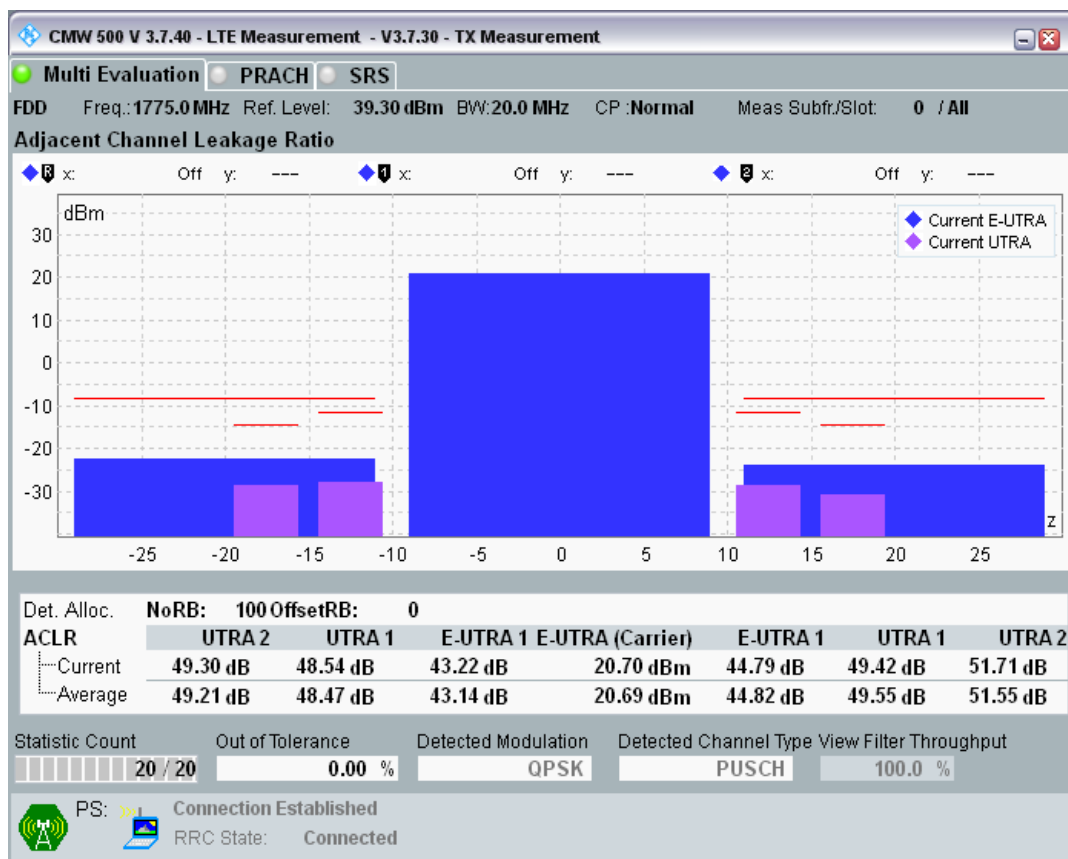 CMW 500 V 3.7.40 - LTE Measurement - V3.7.30 - TX Measurement
Multi Evaluation PRACH SRS
FDD Freq.: 1775.0 MHz Ref. Level: 39.30 dBm BW: 20.0 MHz CP : Normal Meas Subfr./Slot: 0 / All
Adjacent Channel Leakage Ratio
R x: Off y: --- 1 x: Off y: --- 2 x: Off y: ---
dBm
Current E-UTRA
Current UTRA
30
20
10
0
-10
-20
-30
z
-25 -20 -15 -10 -5 0 5 10 15 20 25
Det. Alloc. NoRB: 100 OffsetRB: 0
ACLR UTRA 2 UTRA 1 E-UTRA 1 E-UTRA (Carrier) E-UTRA 1 UTRA 1 UTRA 2
Current 49.30 dB 48.54 dB 43.22 dB 20.70 dBm 44.79 dB 49.42 dB 51.71 dB
Average 49.21 dB 48.47 dB 43.14 dB 20.69 dBm 44.82 dB 49.55 dB 51.55 dB
Statistic Count Out of Tolerance Detected Modulation Detected Channel Type View Filter Throughput
20 / 20 0.00 % QPSK PUSCH 100.0 %
PS: Connection Established
RRC State: Connected